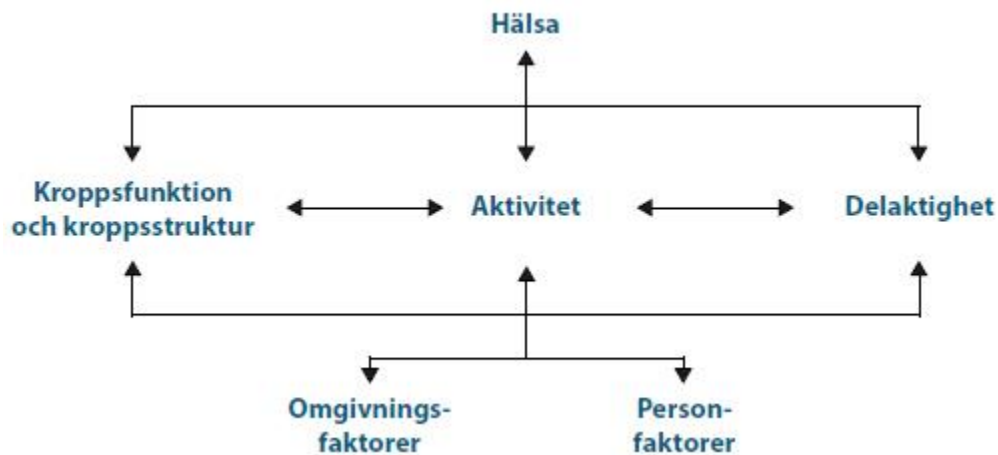 Hälsa
Kroppsfunktion
och kroppsstruktur
Aktivitet
Delaktighet
Omgivnings-
faktorer
Person-
faktorer